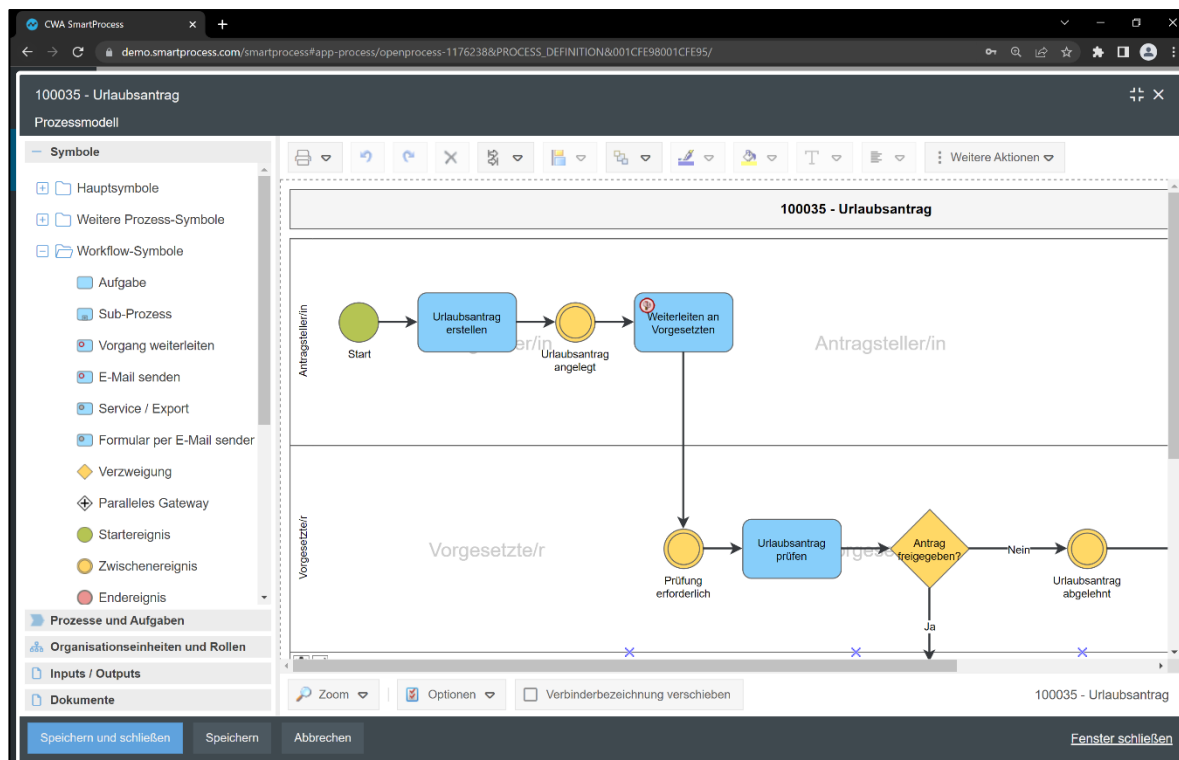 CWA SmartProcess
demo.smartprocess.com/smartprocess#app-process/openprocess-1176238&PROCESS_DEFINITION&001CFE98001CFE95/
100035 - Urlaubsantrag
Prozessmodell
Symbole
Hauptsymbole
Weitere Prozess-Symbole
Workflow-Symbole
Aufgabe
Sub-Prozess
Vorgang weiterleiten
E-Mail senden
Service / Export
Formular per E-Mail sender
Verzweigung
Paralleles Gateway
Startereignis
Zwischenereignis
Endereignis
Prozesse und Aufgaben
Organisationseinheiten und Rollen
Inputs / Outputs
Dokumente
Weitere Aktionen
100035 - Urlaubsantrag
Antragsteller/in
Start
Urlaubsantrag
erstellen
er/in
Urlaubsantrag
angelegt
Weiterleiten an
Vorgesetzten
Antragsteller/in
Vorgesetzte/r
Vorgesetzte/r
Prüfung
erforderlich
Urlaubsantrag
prüfen
Antrag
freigegeben?
Nein
Urlaubsantrag
abgelehnt
Ja
Zoom
Optionen
Verbinderbezeichnung verschieben
100035 - Urlaubsantrag
Speichern und schließen
Speichern
Abbrechen
Fenster schließen